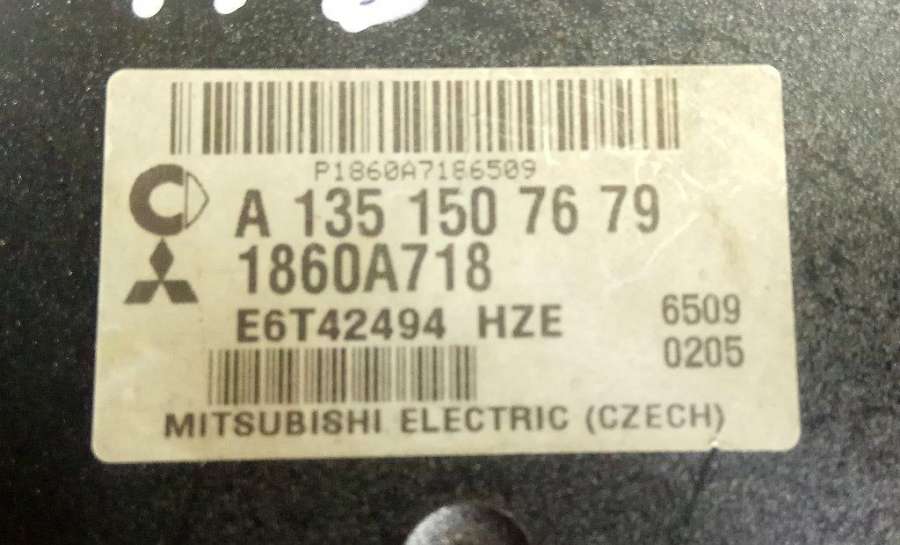 P1860A7186509
A 135 150 76 79
1860A718
E6T42494 HZE
6509
0205
MITSUBISHI ELECTRIC (CZECH)